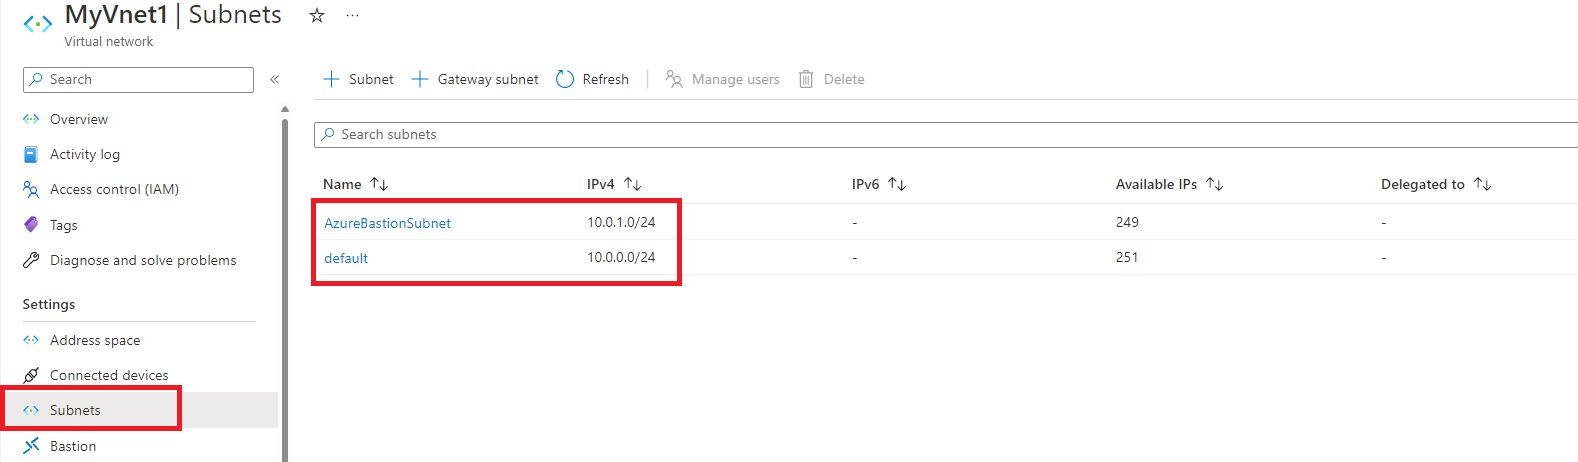 MyVnet1 | Subnets
Virtual network
Search
Subnet Gateway subnet Refresh Manage users Delete
Overview
Activity log
Access control (IAM)
Tags
Diagnose and solve problems
Settings
Address space
Connected devices
Subnets
Bastion
Search subnets
Name IPv4 IPv6 Available IPs Delegated to
AzureBastionSubnet 10.0.1.0/24 - 249 -
default 10.0.0.0/24 - 251 -